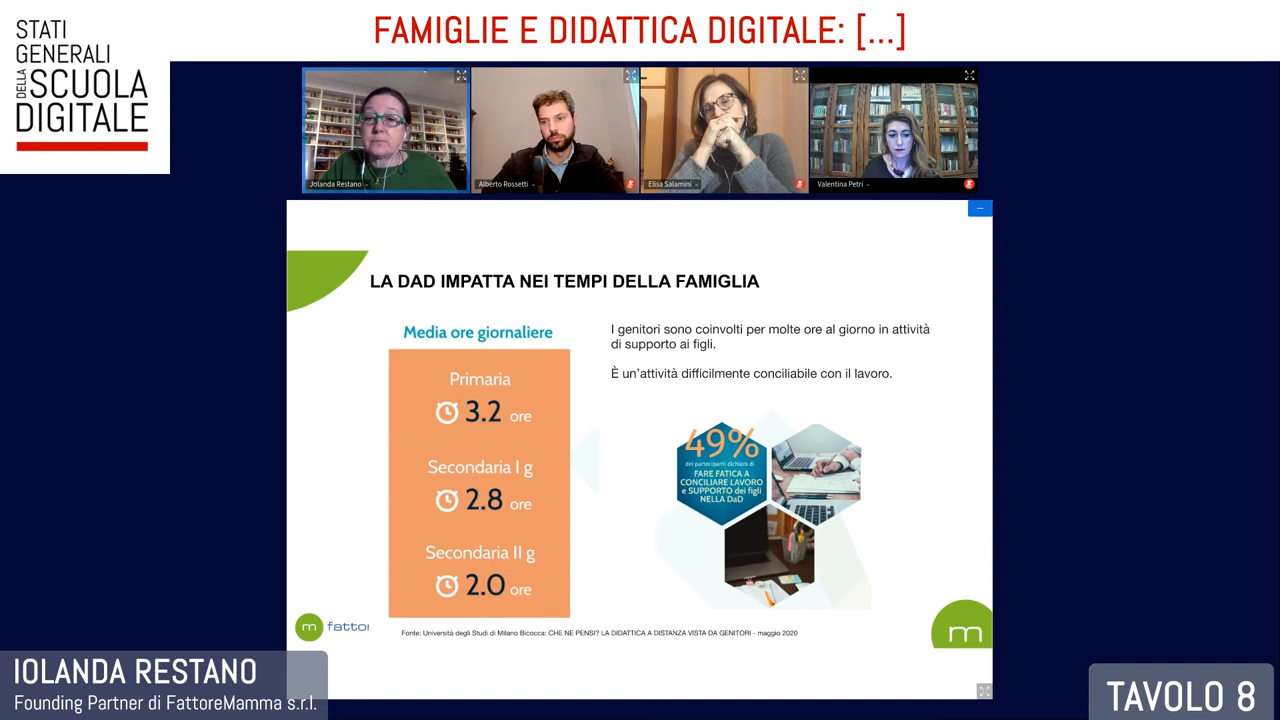 STATI
GENERALI
DELLA SCUOLA
DIGITALE
FAMIGLIE E DIDATTICA DIGITALE: [...]
Jolanda Restano
Alberto Rossetti
Elisa Salamini
Valentina Petri
LA DAD IMPATTA NEI TEMPI DELLA FAMIGLIA
Media ore giornaliere
Primaria
3.2 ore
Secondaria I g
2.8 ore
Secondaria II g
2.0 ore
I genitori sono coinvolti per molte ore al giorno in attività
di supporto ai figli.
È un'attività difficilmente conciliabile con il lavoro.
49%
dei partecipanti dichiara di
FARE FATICA A
CONCILIARE LAVORO
e SUPPORTO dei figli
NELLA DaD
m fattor
m
Fonte: Università degli Studi di Milano Bicocca: CHE NE PENSI? LA DIDATTICA A DISTANZA VISTA DA GENITORI - maggio 2020
IOLANDA RESTANO
Founding Partner di FattoreMamma s.r.l.
TAVOLO 8